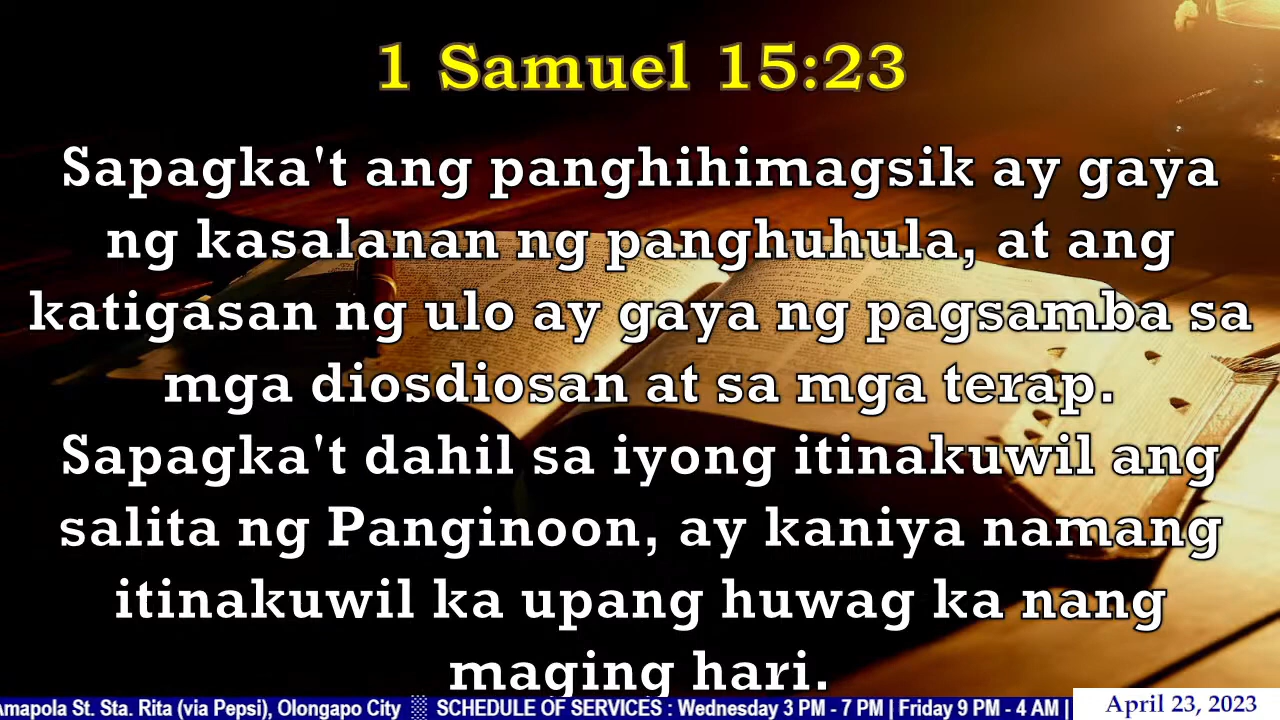 1 Samuel 15:23
Sapagka't ang panghihimagsik ay gaya
ng kasalanan ng panghuhula, at ang
katigasan ng ulo ay gaya ng pagsamba sa
mga diosdiosan at sa mga terap.
Sapagka't dahil sa iyong itinakuwil ang
salita ng Panginoon, ay kaniya namang
itinakuwil ka upang huwag ka nang
maging hari.
Amapola St. Sta. Rita (via Pepsi), Olongapo City ░ SCHEDULE OF SERVICES : Wednesday 3 PM - 7 PM | Friday 9 PM - 4 AM |
April 23, 2023